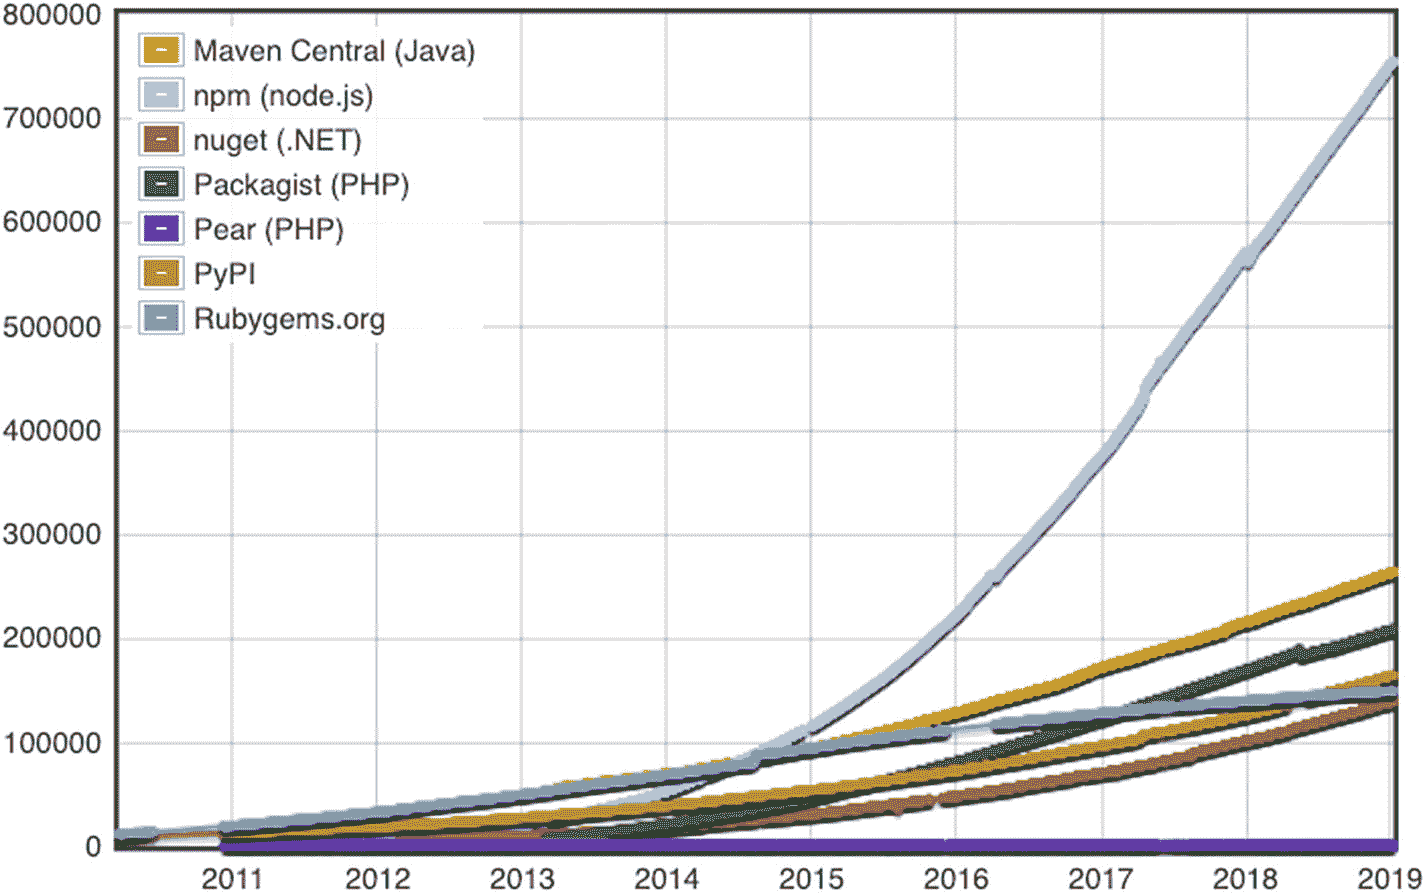 800000
700000
600000
500000
400000
300000
200000
100000
0
Maven Central (Java)
npm (node.js)
nuget (.NET)
Packagist (PHP)
Pear (PHP)
PyPI
Rubygems.org
2011 2012 2013 2014 2015 2016 2017 2018 2019